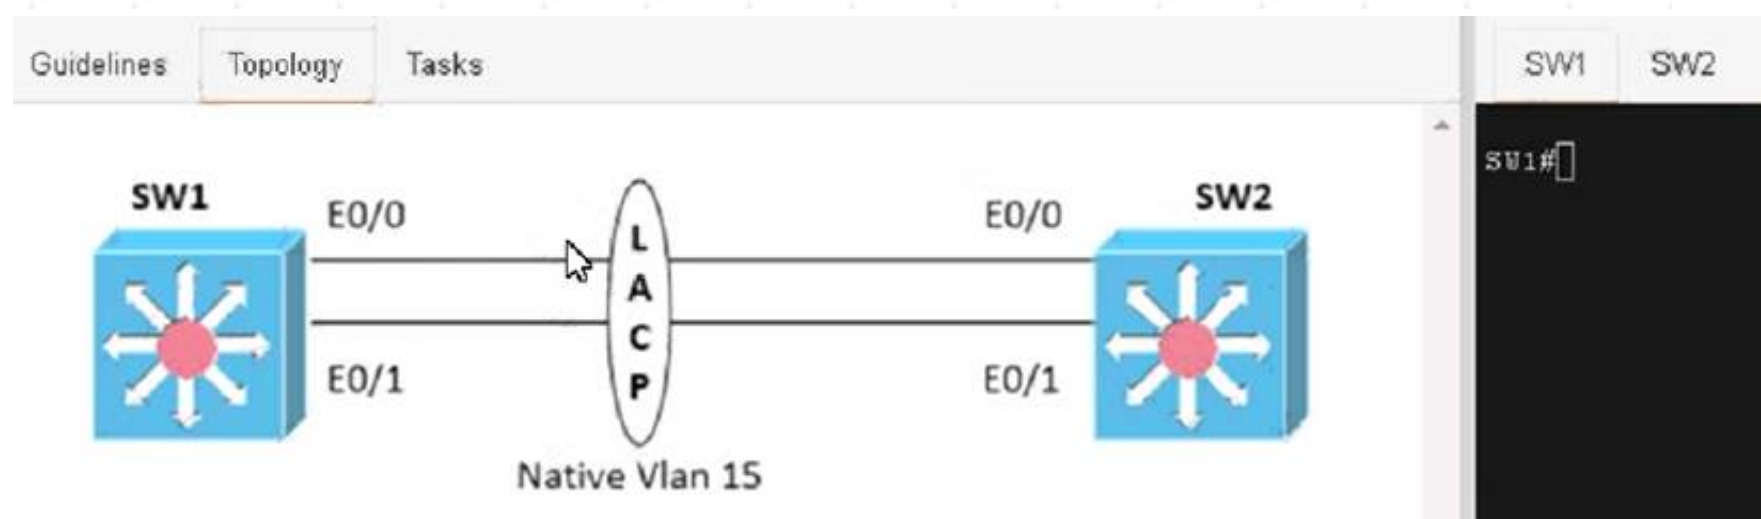 Guidelines Topology Tasks
SW1 SW2
SW1#
SW1 SW2
E0/0 E0/0
L
A
C
P
E0/1 E0/1
Native Vlan 15